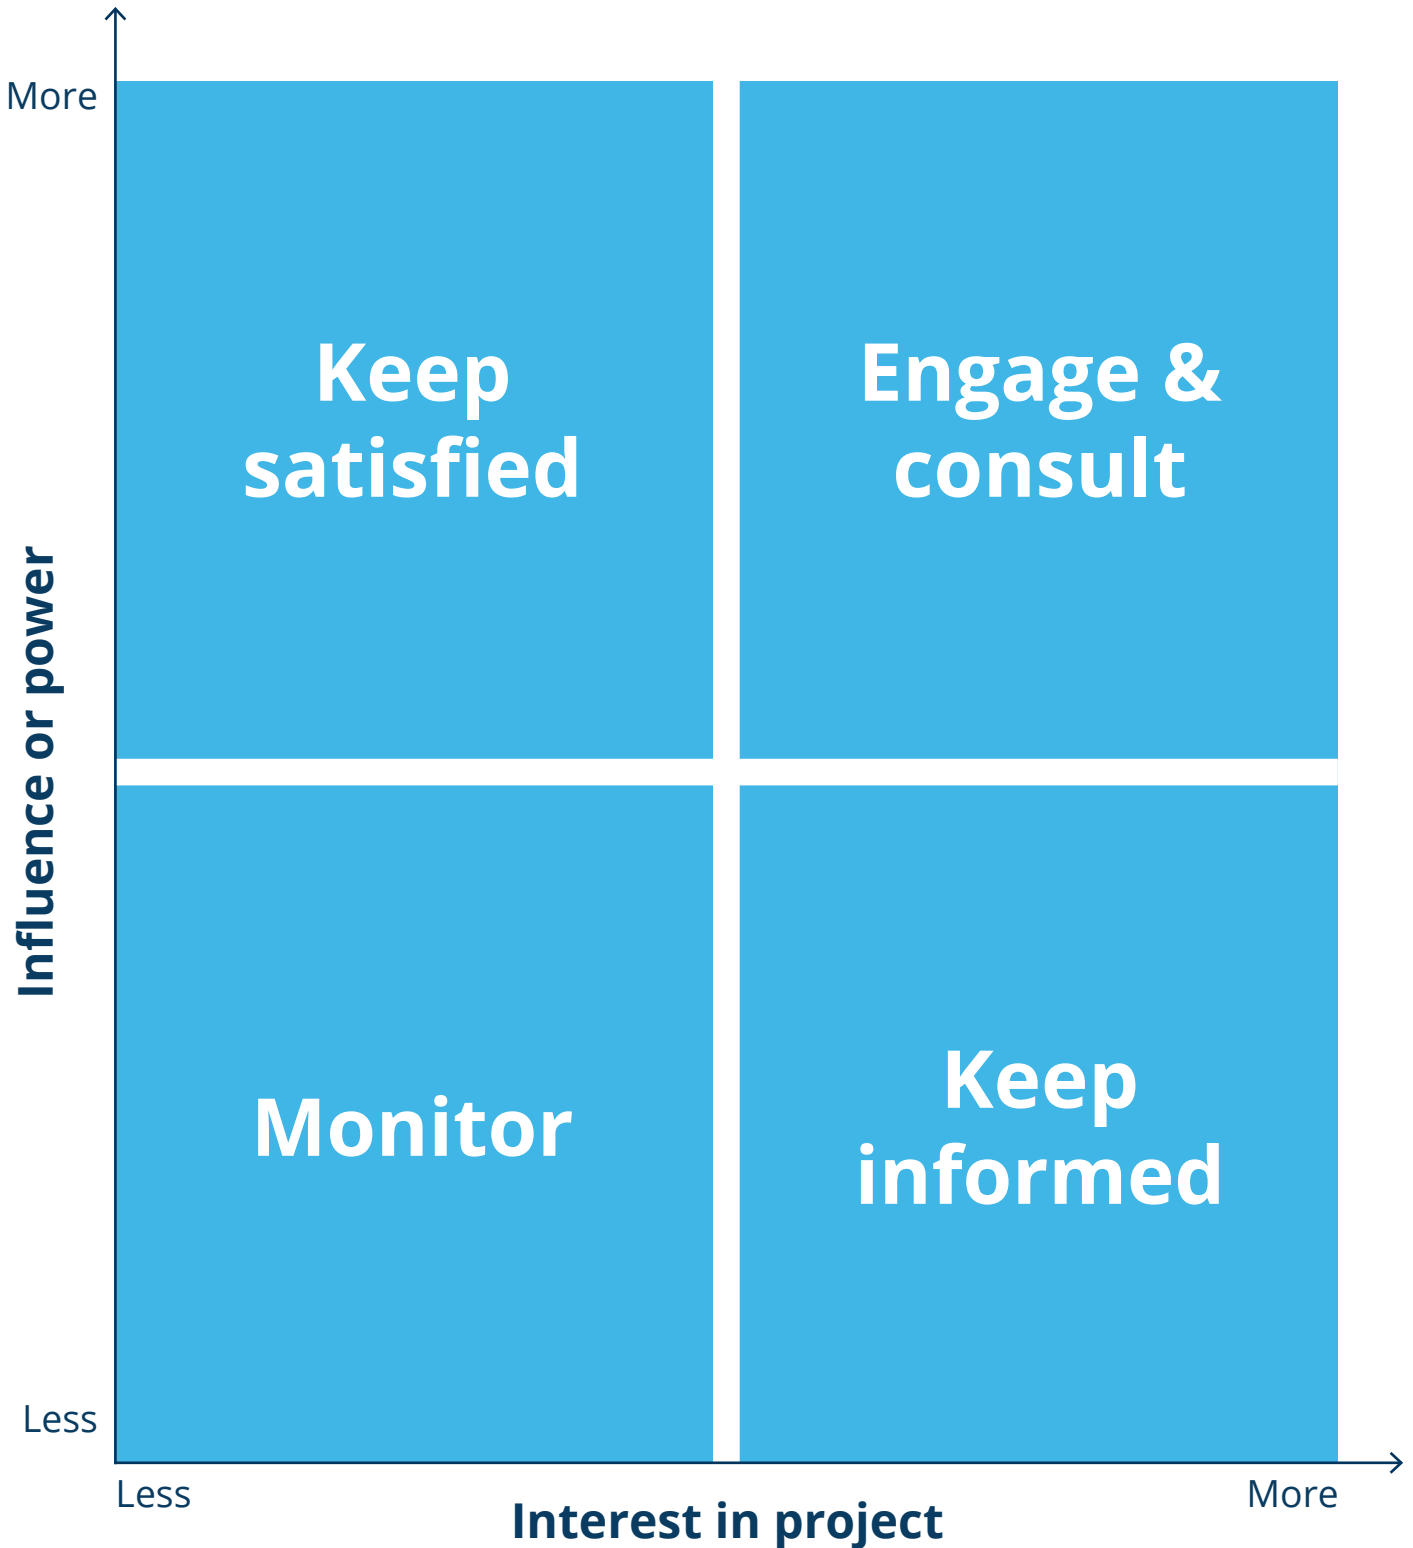 More
Keep
satisfied
Engage &
consult
Influence or power
Monitor
Keep
informed
Less
Less
More
Interest in project